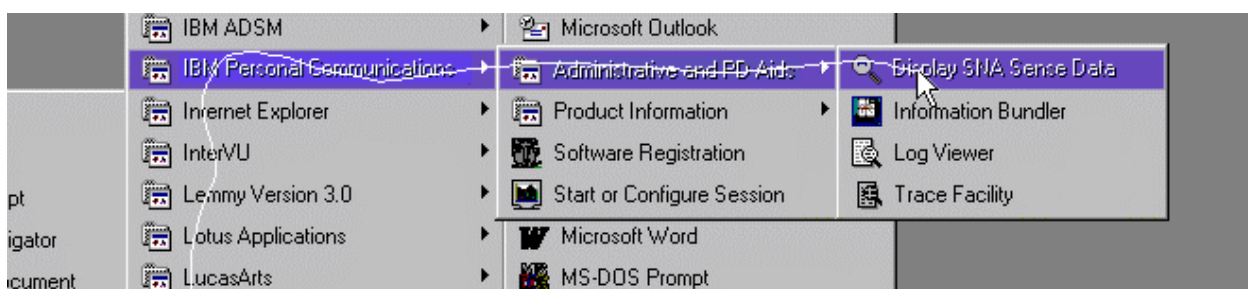 IBM ADSM
Microsoft Outlook
IBM Personal Communications
Administrative and PD Aids
Display SNA Sense Data
Internet Explorer
Product Information
Information Bundler
InterVU
Software Registration
Log Viewer
pt
Lemmy Version 3.0
Start or Configure Session
Trace Facility
igator
Lotus Applications
Microsoft Word
ocument
LucasArts
MS-DOS Prompt